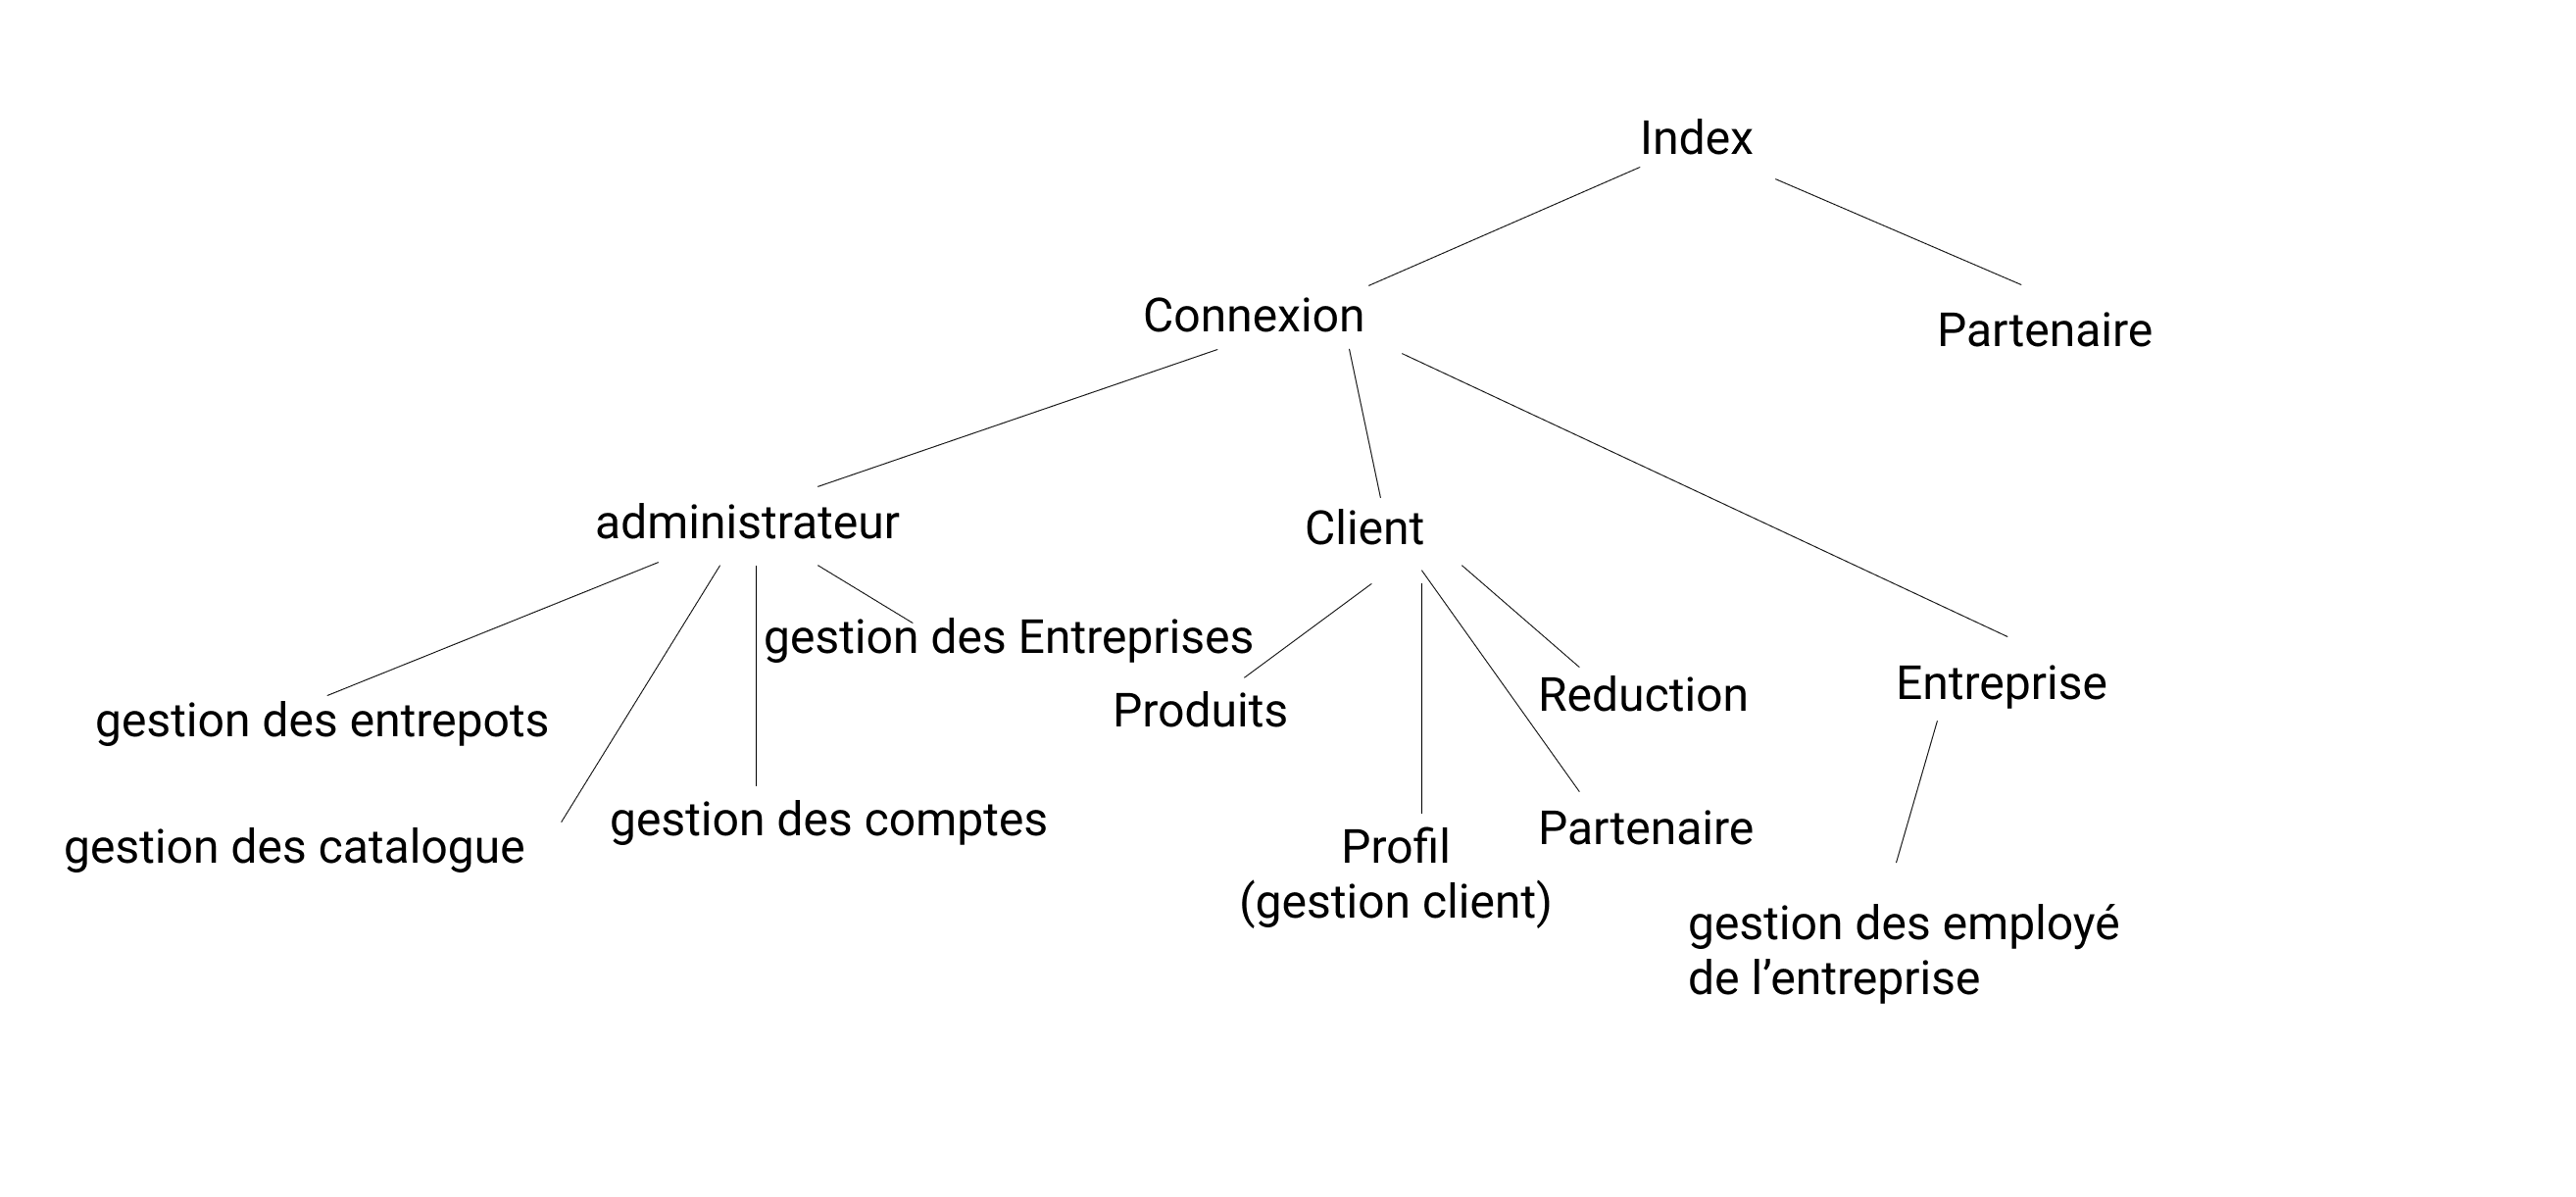 Index
Connexion
Partenaire
administrateur
Client
gestion des Entreprises
Entreprise
Reduction
Produits
gestion des entrepots
gestion des comptes
Partenaire
gestion des catalogue
Profil
(gestion client)
gestion des employé
de l’entreprise